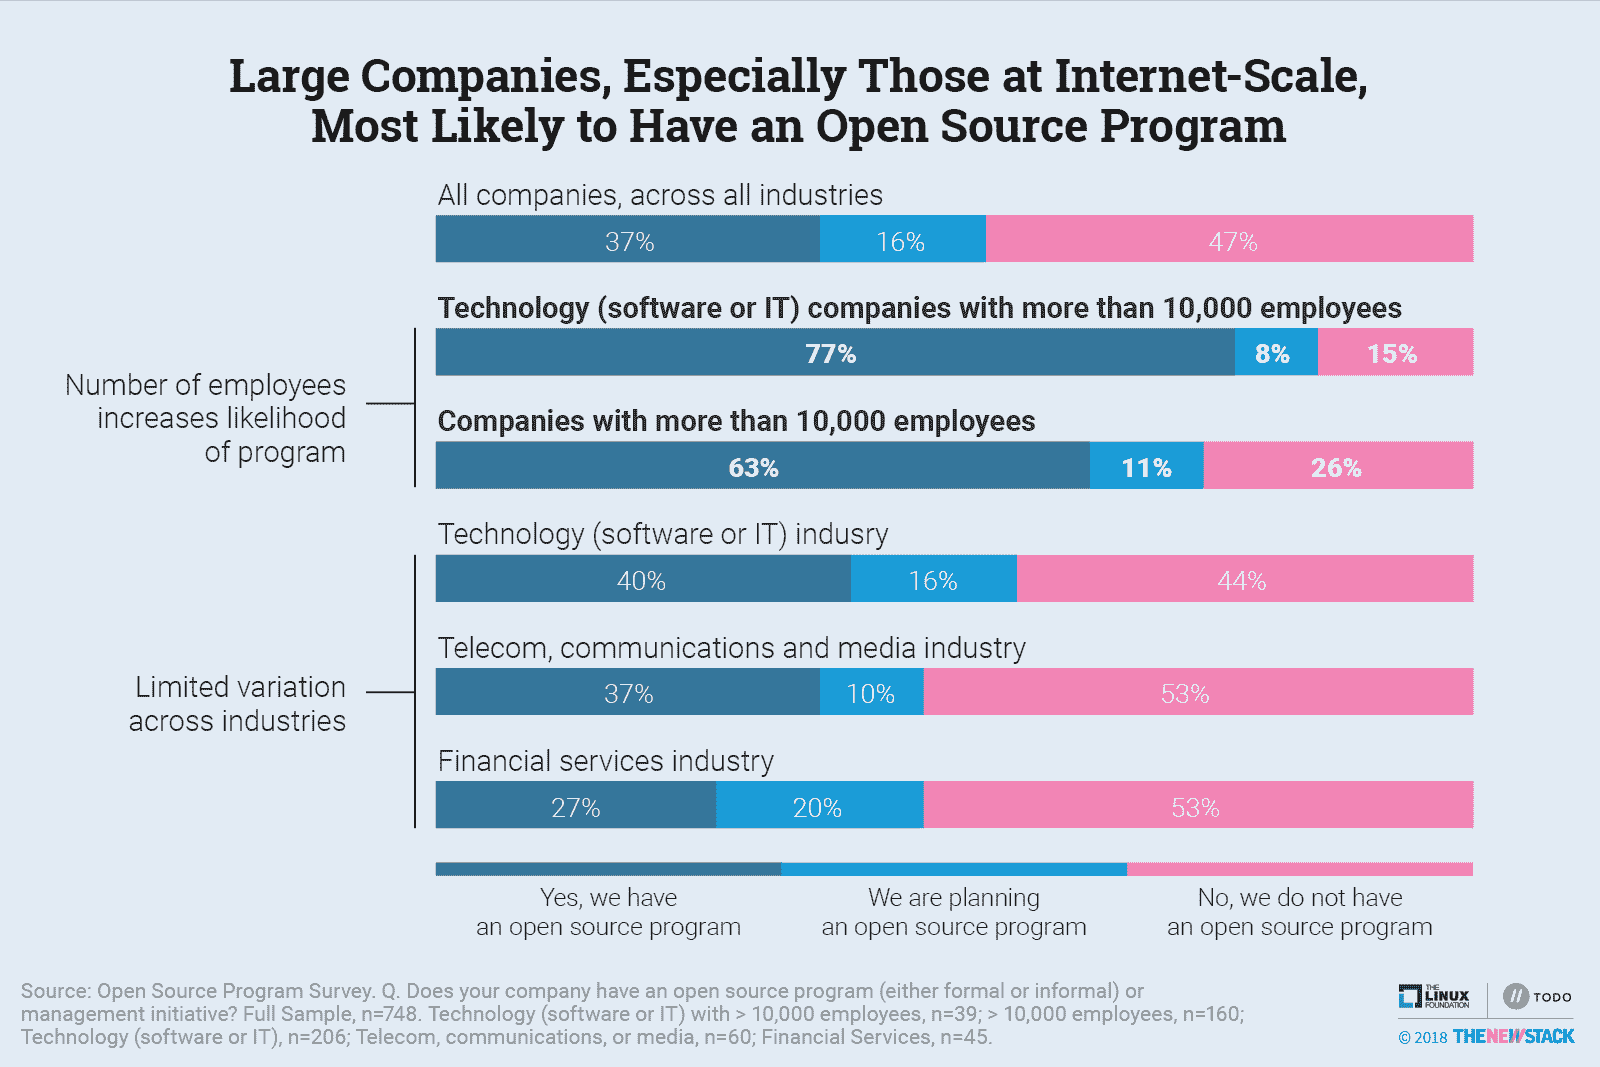 Large Companies, Especially Those at Internet-Scale,
Most Likely to Have an Open Source Program
All companies, across all industries
37% 16% 47%
Technology (software or IT) companies with more than 10,000 employees
77% 8% 15%
Number of employees
increases likelihood
of program
Companies with more than 10,000 employees
63% 11% 26%
Technology (software or IT) indusry
40% 16% 44%
Telecom, communications and media industry
37% 10% 53%
Limited variation
across industries
Financial services industry
27% 20% 53%
Yes, we have
an open source program
We are planning
an open source program
No, we do not have
an open source program
Source: Open Source Program Survey. Q. Does your company have an open source program (either formal or informal) or
management initiative? Full Sample, n=748. Technology (software or IT) with > 10,000 employees, n=39; > 10,000 employees, n=160;
Technology (software or IT), n=206; Telecom, communications, or media, n=60; Financial Services, n=45.
THE
LINUX
FOUNDATION
TODO
© 2018 THENEWSTACK